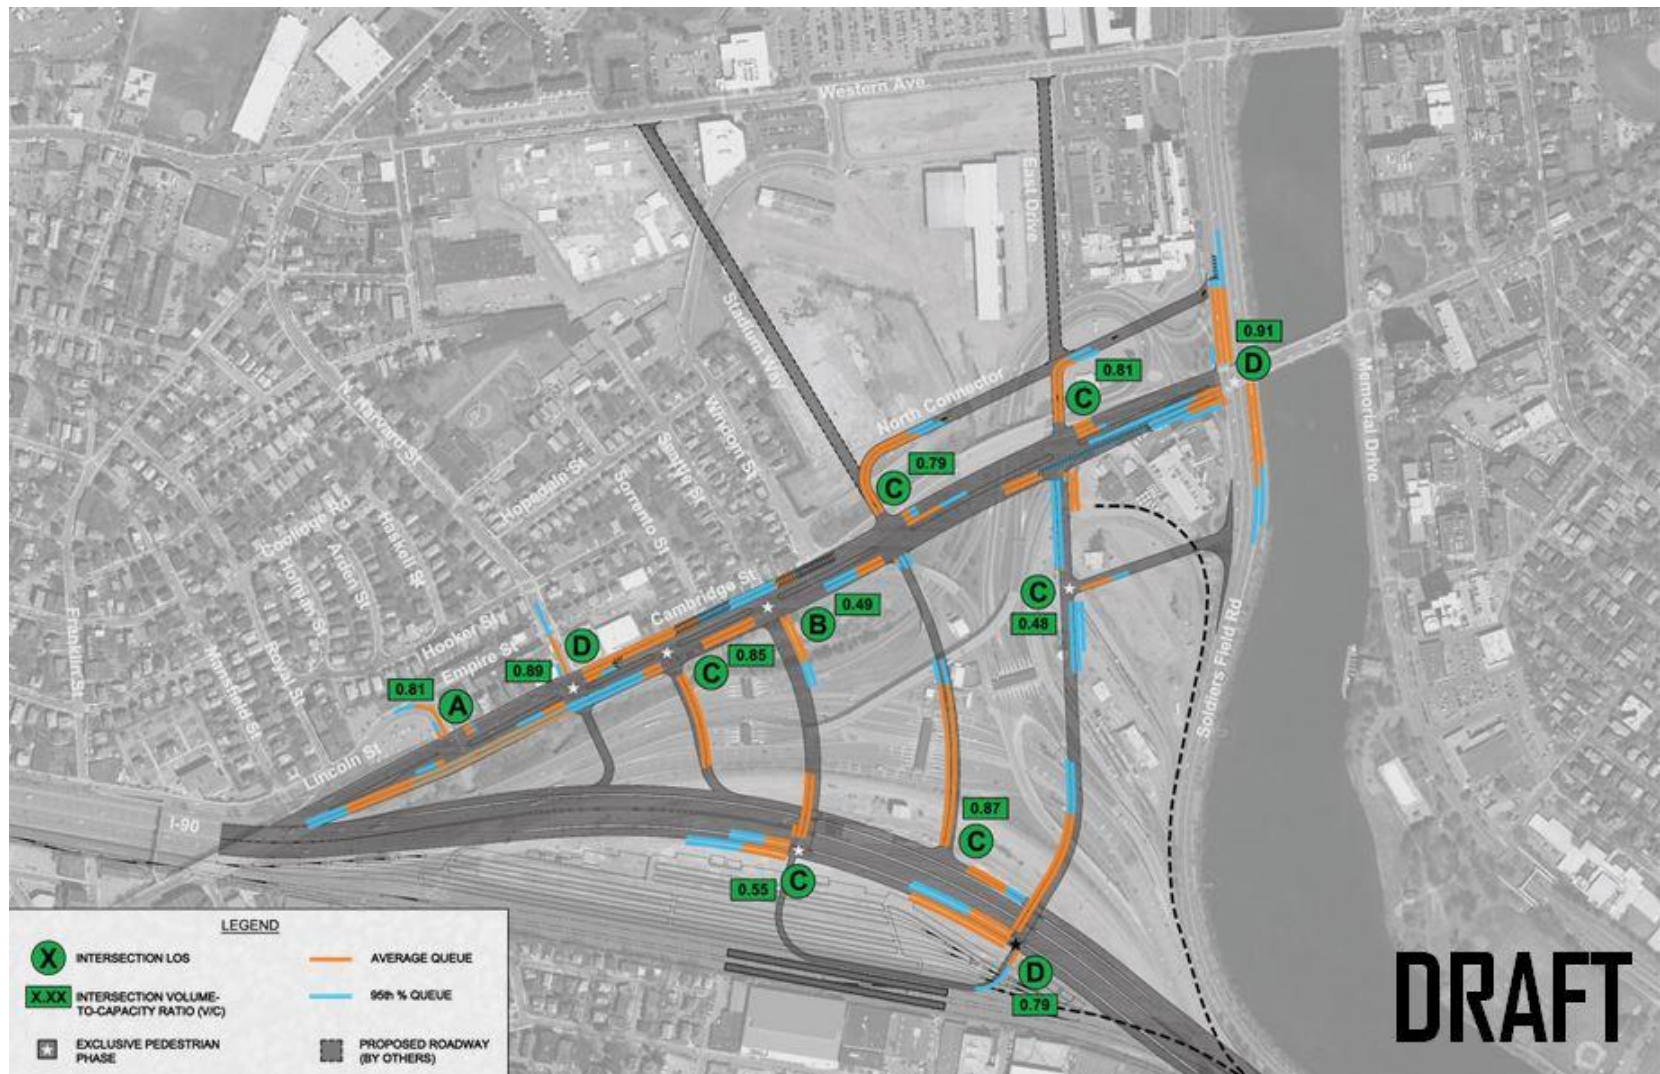 Western Ave.
East Drive
Stadium Way
0.91
D
0.81
C
North Connector
Memorial Drive
N. Harvard St
Windom St
Seattle St
Hopedale St
Sorrento St
0.79
C
Coolidge Rd
Haskell St
Arden St
Holman St
Franklin St
Hooker St
Empire St
Cambridge St
Mansfield St
Royal St
Lincoln St
0.81
A
0.89
D
C
0.85
B
0.49
C
0.48
Soldiers Field Rd
I-90
0.87
C
0.55
C
D
0.79
LEGEND
X
INTERSECTION LOS
AVERAGE QUEUE
X.XX
INTERSECTION VOLUME-
TO-CAPACITY RATIO (V/C)
95th % QUEUE
EXCLUSIVE PEDESTRIAN
PHASE
PROPOSED ROADWAY
(BY OTHERS)
DRAFT